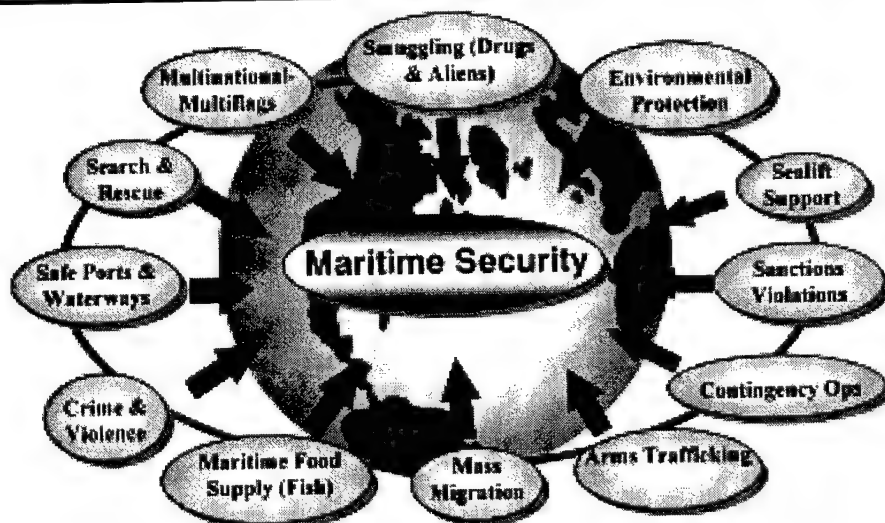 Smuggling (Drugs
& Aliens)
Multinational-
Multiflags
Environmental
Protection
Search &
Rescue
Sealift
Support
Maritime Security
Safe Ports &
Waterways
Sanctions
Violations
Contingency Ops
Crime &
Violence
Maritime Food
Supply (Fish)
Mass
Migration
Arms Trafficking